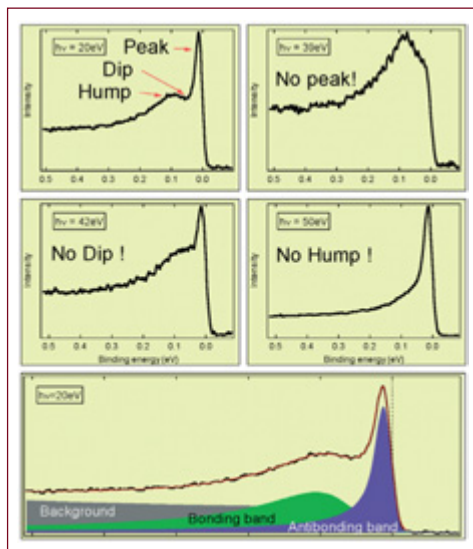 hν = 20eV
Peak
Dip
Hump
Intensity
0.5 0.4 0.3 0.2 0.1 0.0
hν = 39eV
No peak!
Intensity
0.5 0.4 0.3 0.2 0.1 0.0
hν = 42eV
No Dip !
Intensity
0.5 0.4 0.3 0.2 0.1 0.0
Binding energy (eV)
hν = 50eV
No Hump !
Intensity
0.5 0.4 0.3 0.2 0.1 0.0
Binding energy (eV)
hν=20eV
Background
Bonding band
Antibonding band